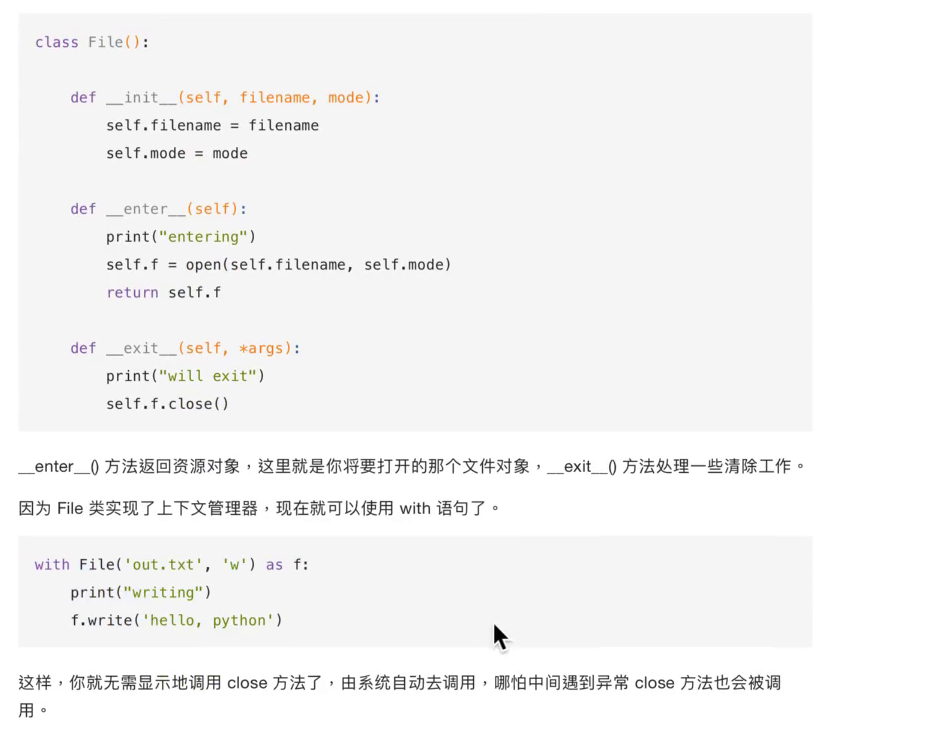 class File():
    def __init__(self, filename, mode):
        self.filename = filename
        self.mode = mode
    def __enter__(self):
        print("entering")
        self.f = open(self.filename, self.mode)
        return self.f
    def __exit__(self, *args):
        print("will exit")
        self.f.close()
__enter__() 方法返回资源对象，这里就是你将要打开的那个文件对象，__exit__() 方法处理一些清除工作。
因为 File 类实现了上下文管理器，现在就可以使用 with 语句了。
with File('out.txt', 'w') as f:
    print("writing")
    f.write('hello, python')
这样，你就无需显示地调用 close 方法了，由系统自动去调用，哪怕中间遇到异常 close 方法也会被调
用。